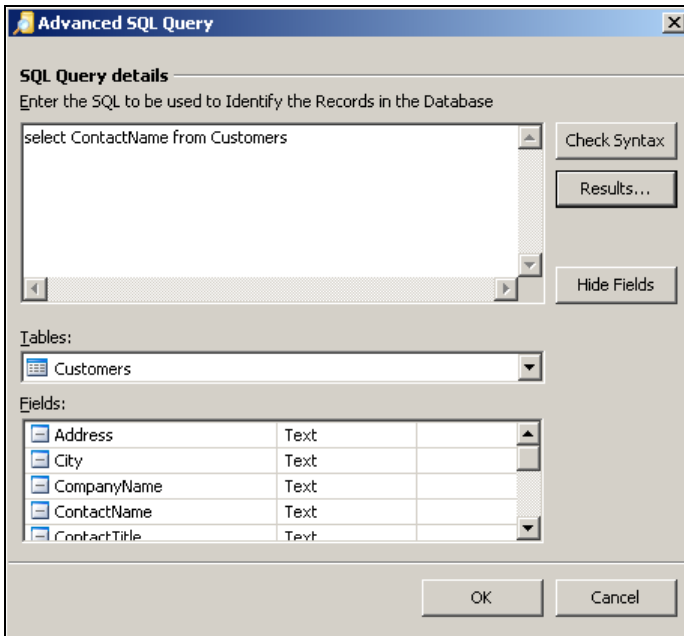 Advanced SQL Query
SQL Query details
Enter the SQL to be used to Identify the Records in the Database
select ContactName from Customers
Check Syntax
Results...
Hide Fields
Tables:
Customers
Fields:
Address Text
City Text
CompanyName Text
ContactName Text
ContactTitle Text
OK Cancel